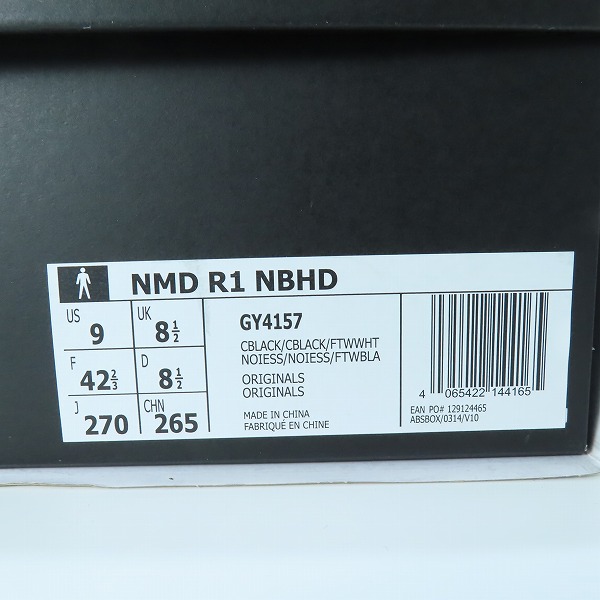 NMD R1 NBHD
US 9 UK 8 1/2
F 42 2/3 D 8 1/2
J 270 CHN 265
GY4157
CBLACK/CBLACK/FTWWHT
NOIESS/NOIESS/FTWBLA
ORIGINALS
ORIGINALS
MADE IN CHINA
FABRIQUÉ EN CHINE
4 065422 144165
EAN PO# 129124465
ABSBOX/0314/V10